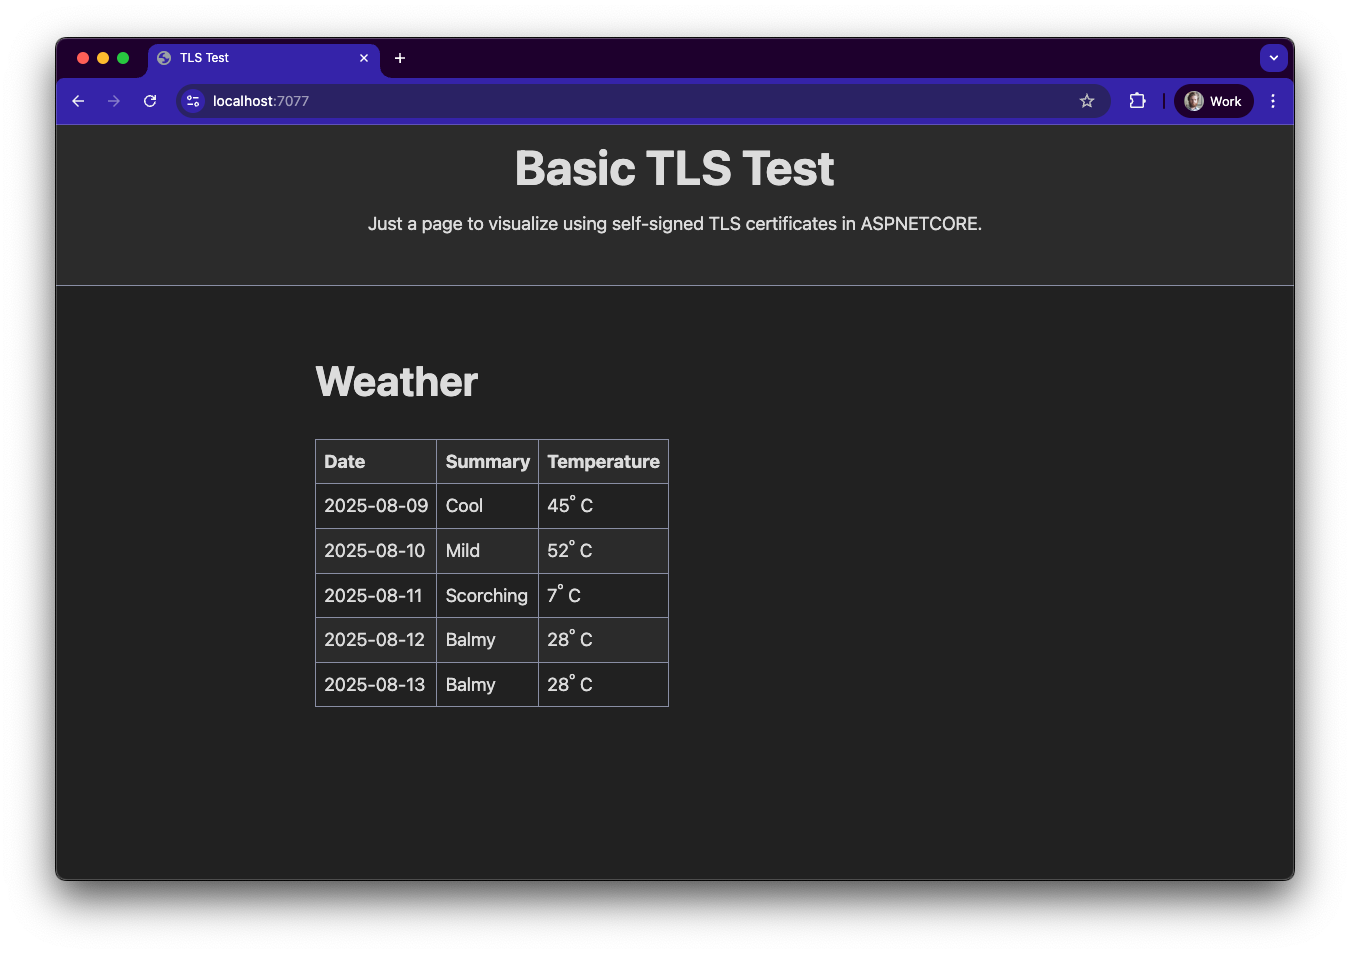 TLS Test
localhost:7077
Work
Basic TLS Test
Just a page to visualize using self-signed TLS certificates in ASPNETCORE.
Weather
Date Summary Temperature
2025-08-09 Cool 45° C
2025-08-10 Mild 52° C
2025-08-11 Scorching 7° C
2025-08-12 Balmy 28° C
2025-08-13 Balmy 28° C